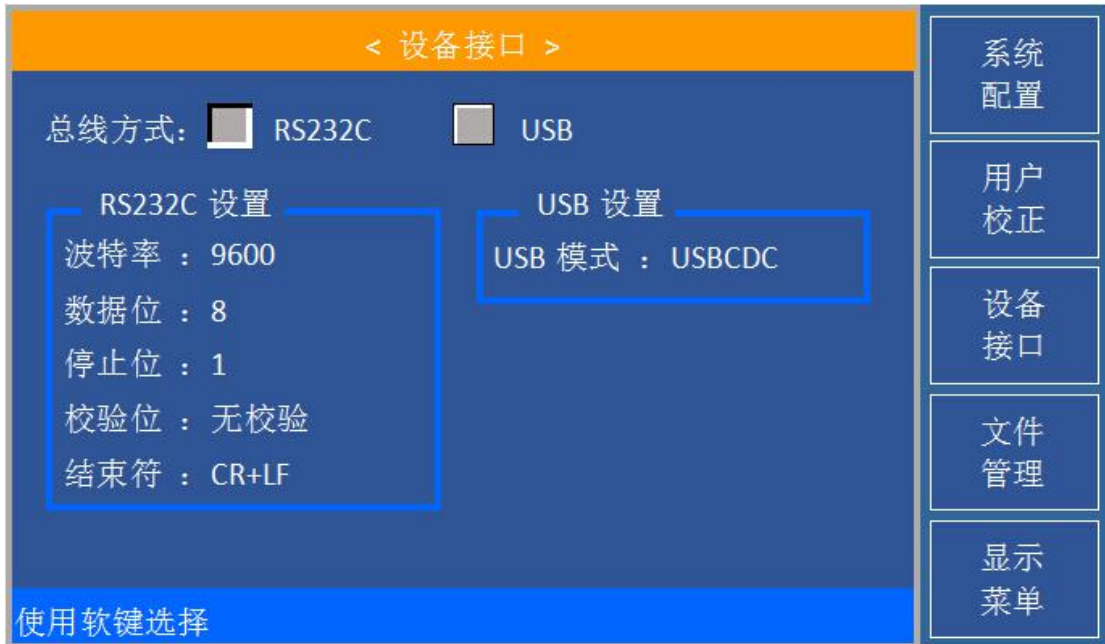 < 设备接口 >
总线方式: RS232C USB
RS232C 设置
波特率 : 9600
数据位 : 8
停止位 : 1
校验位 : 无校验
结束符 : CR+LF
USB 设置
USB 模式 : USBCDC
使用软键选择
系统
配置
用户
校正
设备
接口
文件
管理
显示
菜单